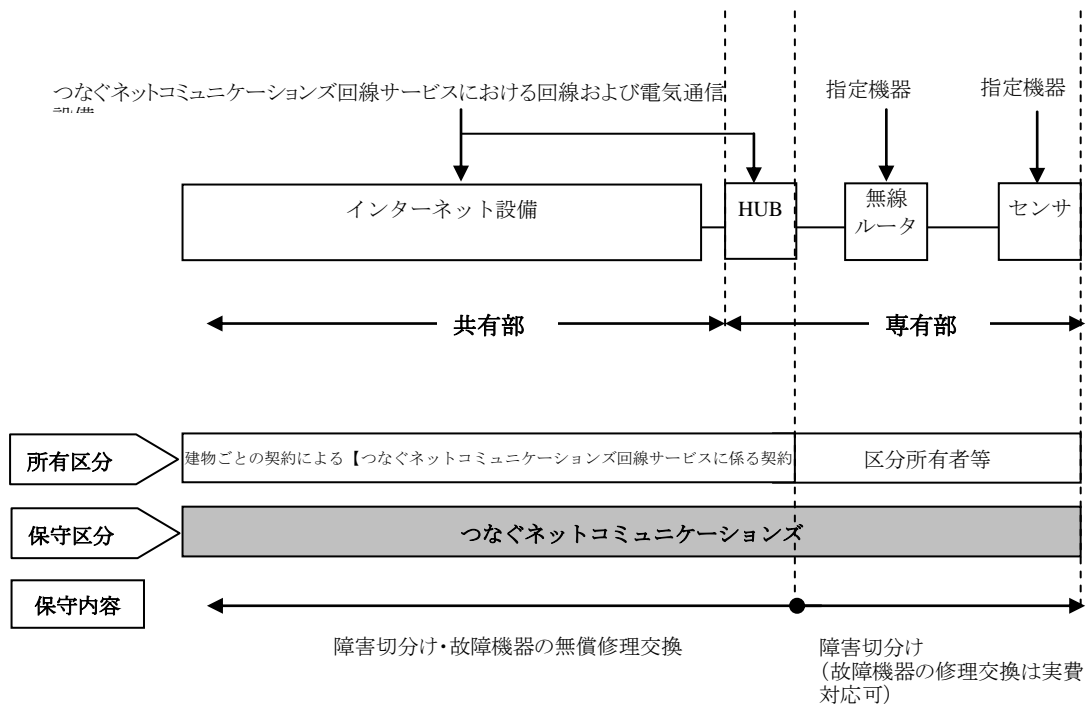 つなぐネットコミュニケーションズ回線サービスにおける回線および電気通信
設備
指定機器
指定機器
インターネット設備
HUB
無線
ルータ
センサ
共有部
専有部
所有区分
建物ごとの契約による【つなぐネットコミュニケーションズ回線サービスに係る契約
区分所有者等
保守区分
つなぐネットコミュニケーションズ
保守内容
障害切分け・故障機器の無償修理交換
障害切分け
（故障機器の修理交換は実費
対応可）